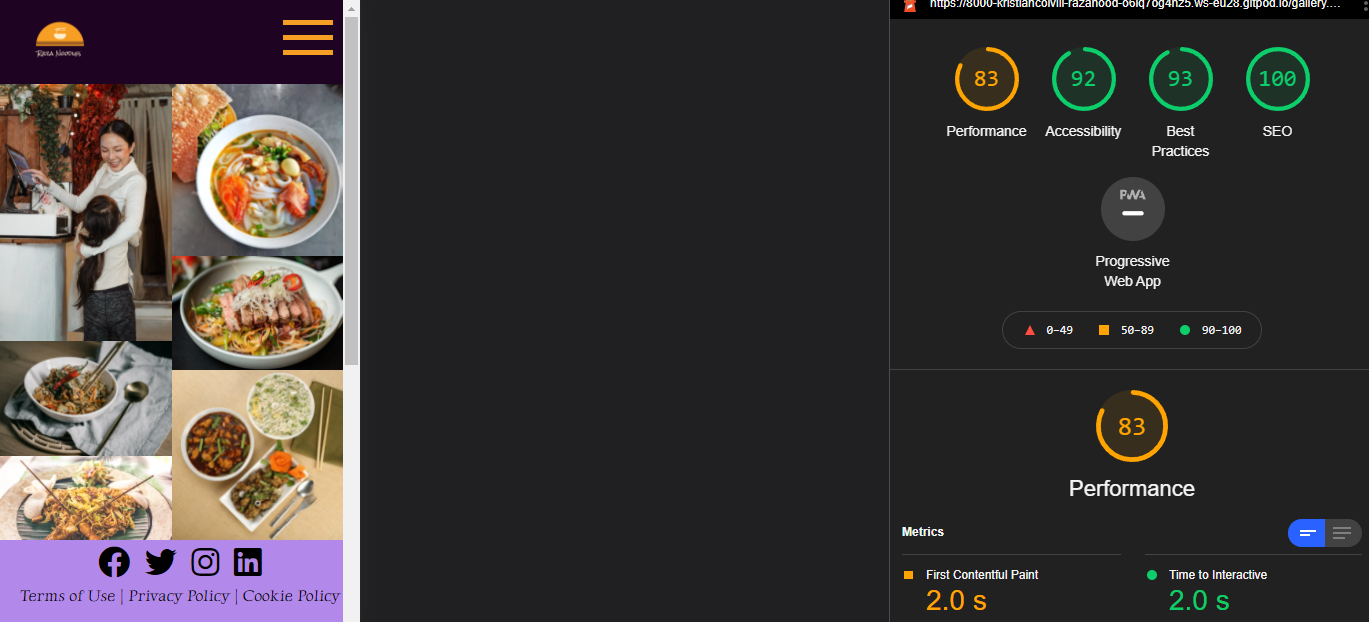 https://8000-kristiancolvill-razanood-o6iq7og4hz5.ws-eu28.gitpod.io/gallery....
Raza Noodles
83
92
93
100
Performance
Accessibility
Best
Practices
SEO
PWA
Progressive
Web App
0–49
50–89
90–100
83
Performance
Metrics
First Contentful Paint
2.0 s
Time to Interactive
2.0 s
Terms of Use | Privacy Policy | Cookie Policy